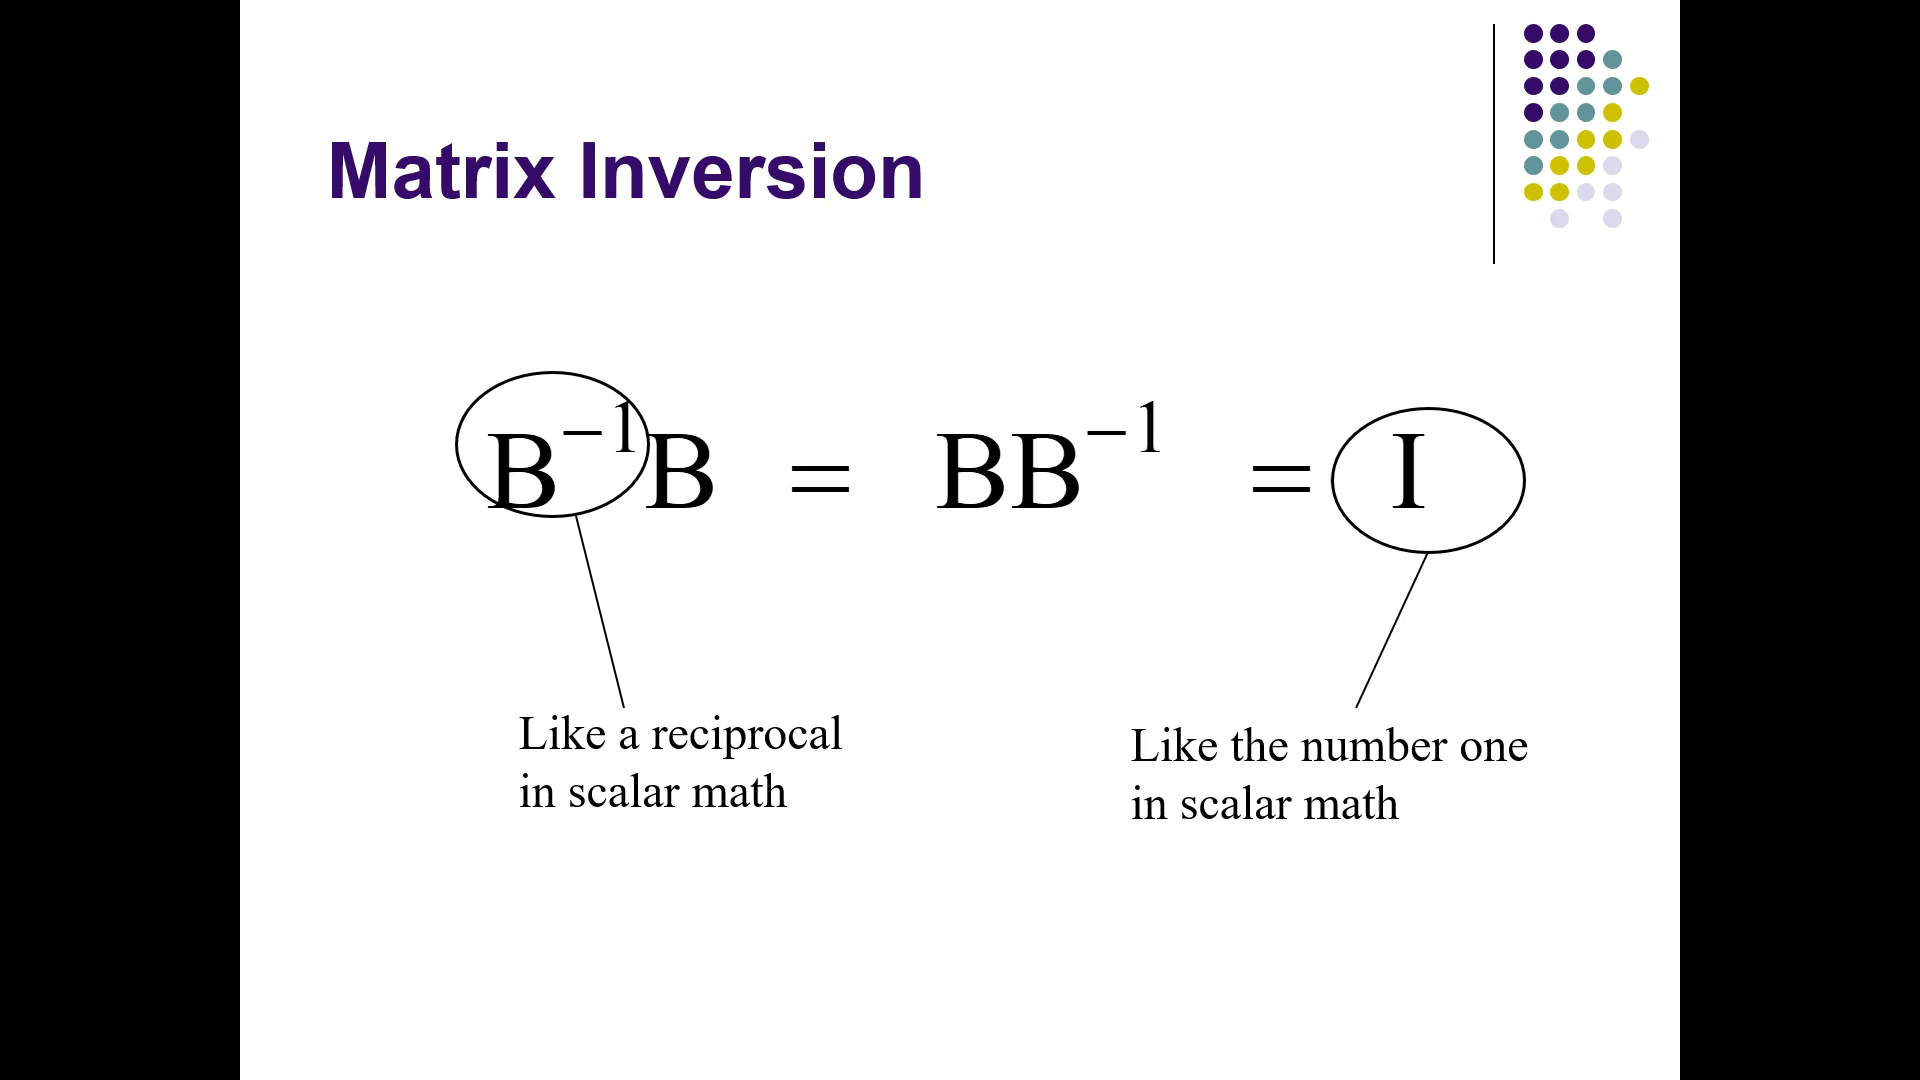 Matrix Inversion
B⁻¹B = BB⁻¹ = I
Like a reciprocal
in scalar math
Like the number one
in scalar math